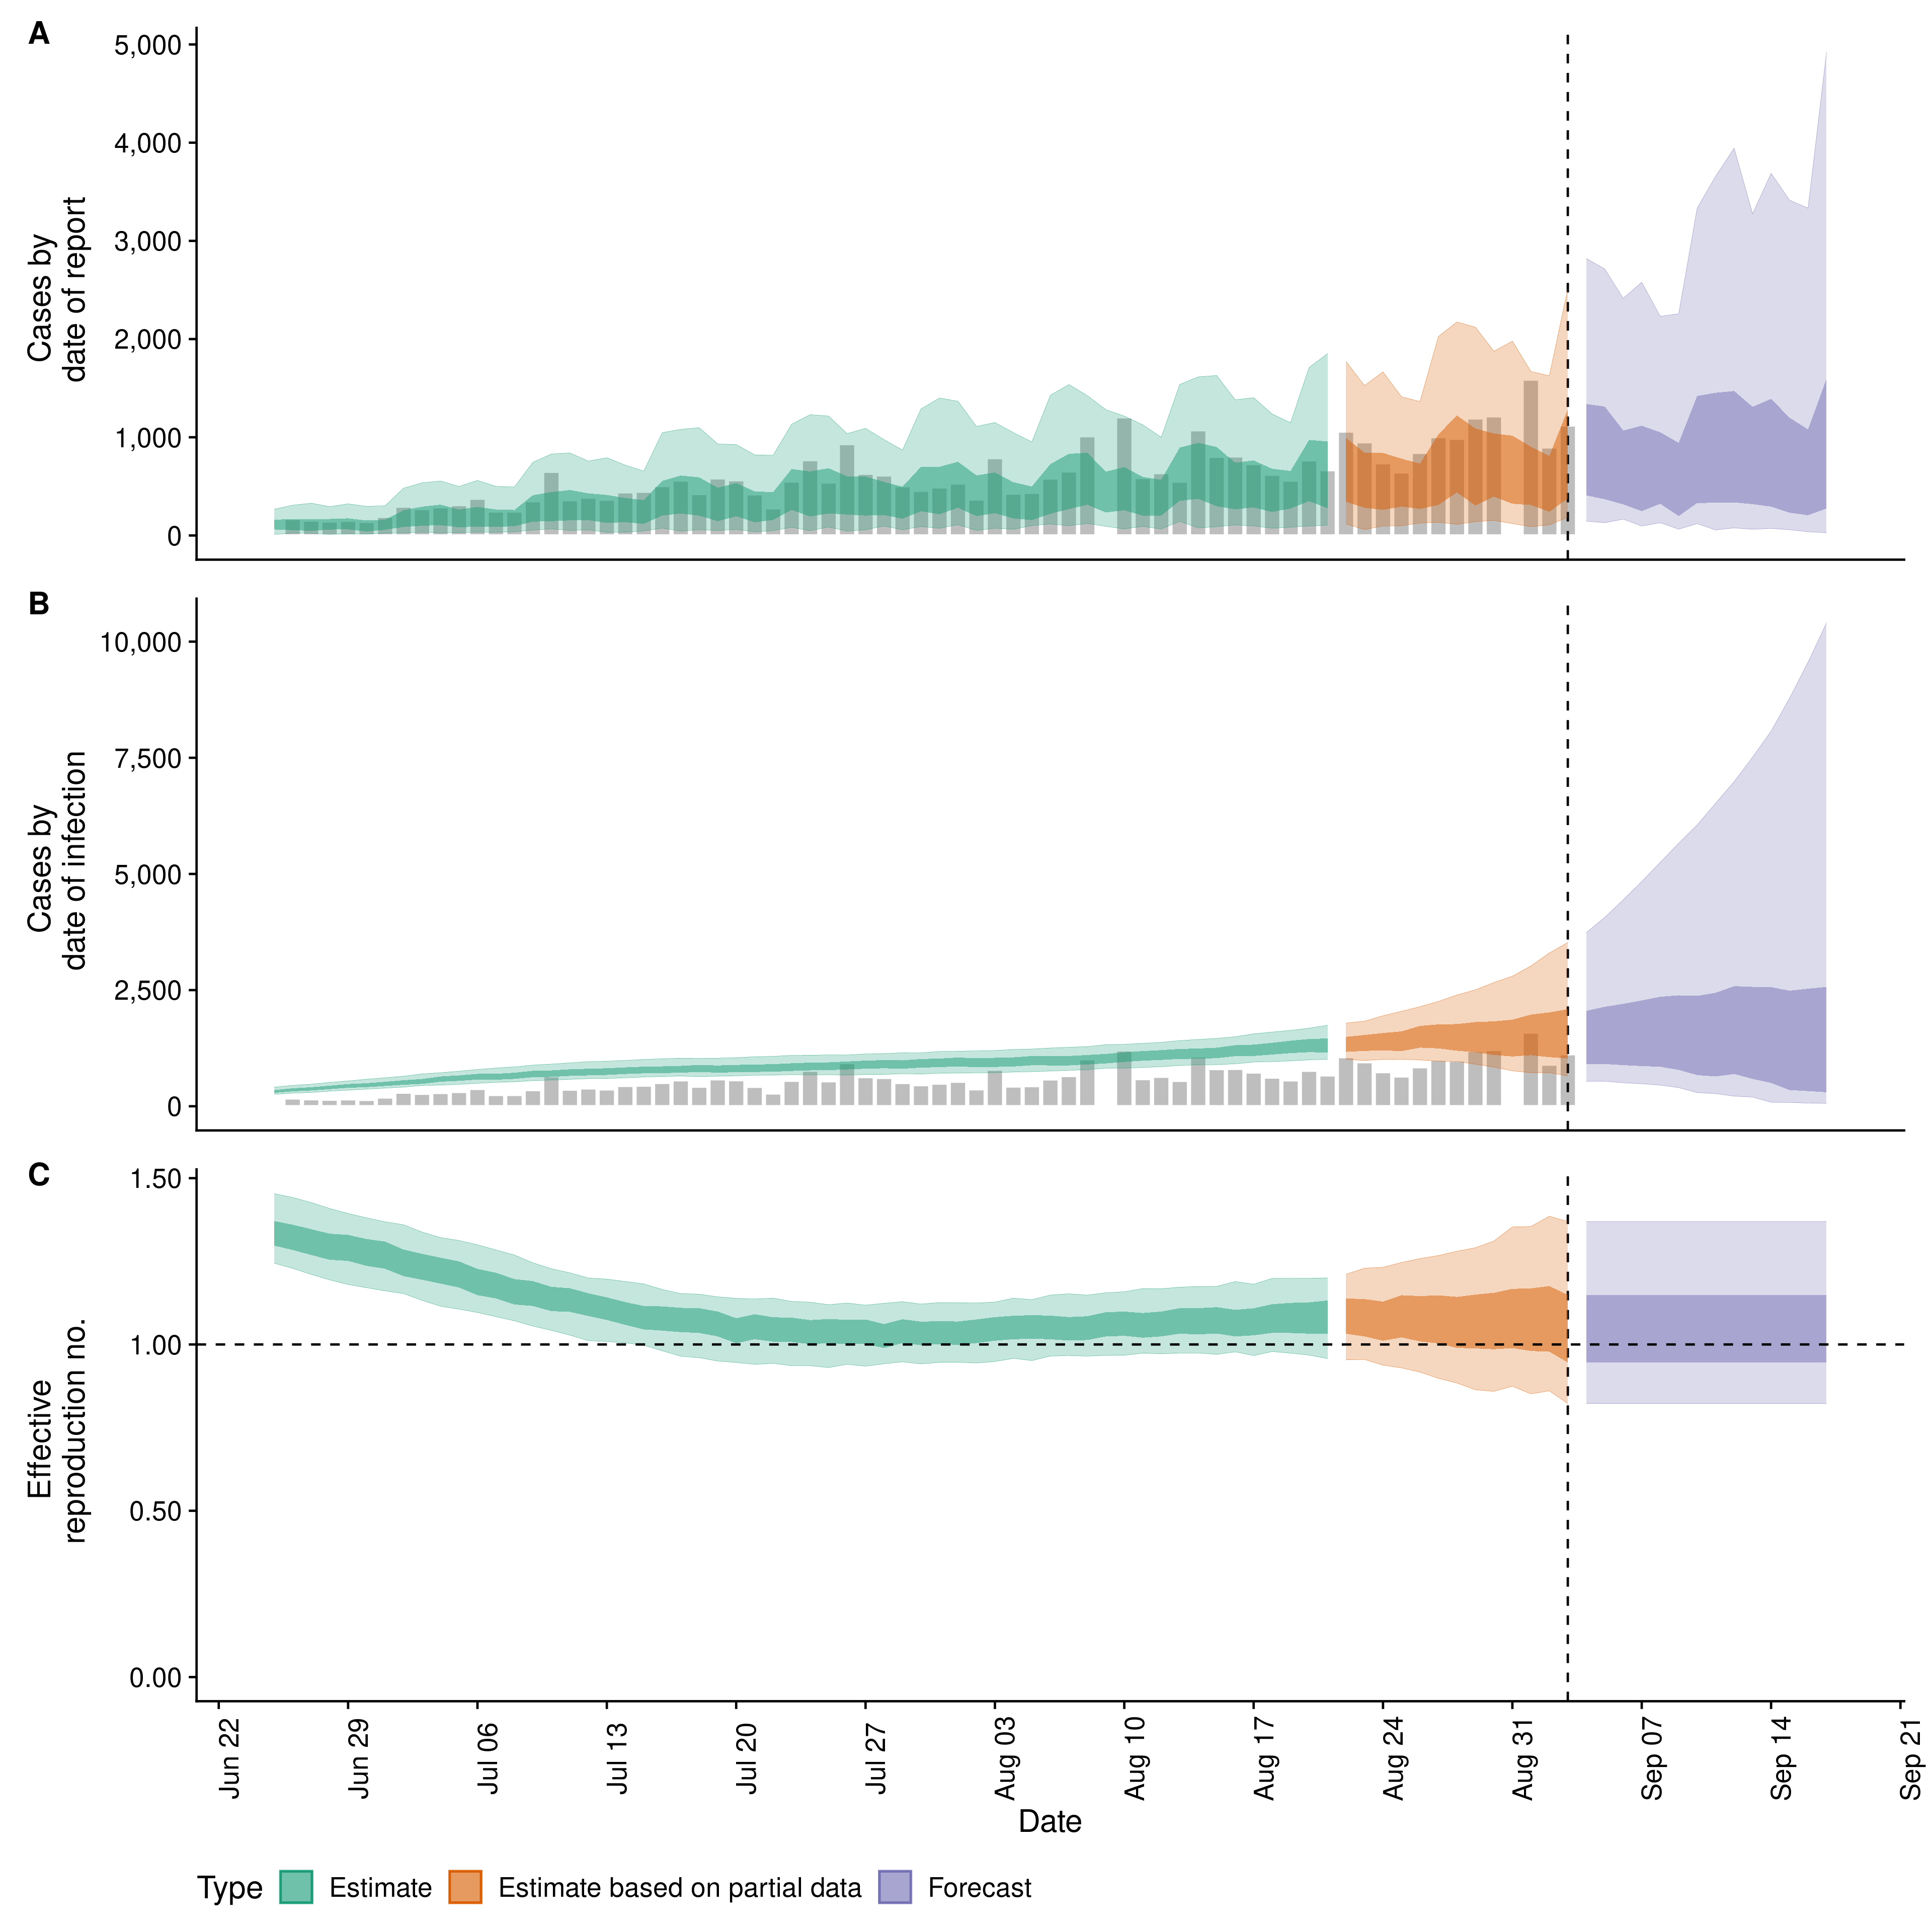 A
5,000
4,000
3,000
2,000
1,000
0
Cases by
date of report
B
10,000
7,500
5,000
2,500
0
Cases by
date of infection
C
1.50
1.00
0.50
0.00
Effective
reproduction no.
Jun 22
Jun 29
Jul 06
Jul 13
Jul 20
Jul 27
Aug 03
Aug 10
Aug 17
Aug 24
Aug 31
Sep 07
Sep 14
Sep 21
Date
Type Estimate Estimate based on partial data Forecast